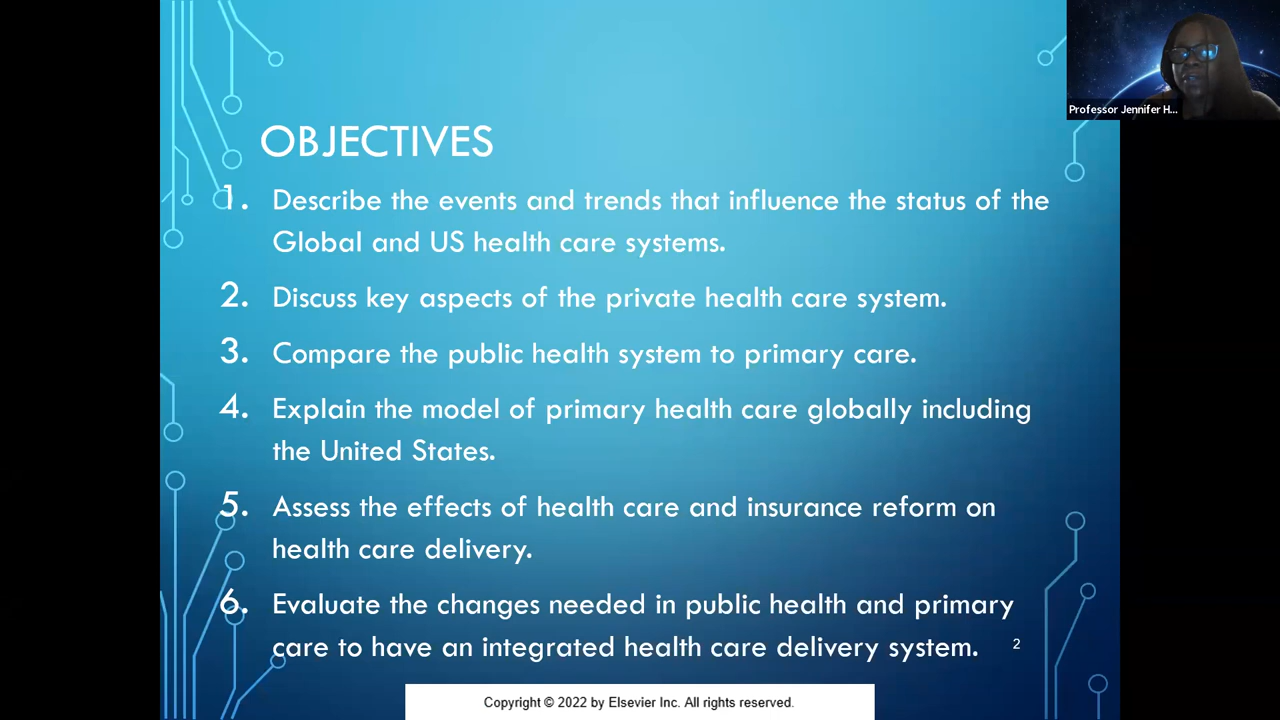 Professor Jennifer H...
OBJECTIVES
1. Describe the events and trends that influence the status of the
Global and US health care systems.
2. Discuss key aspects of the private health care system.
3. Compare the public health system to primary care.
4. Explain the model of primary health care globally including
the United States.
5. Assess the effects of health care and insurance reform on
health care delivery.
6. Evaluate the changes needed in public health and primary
care to have an integrated health care delivery system.
2
Copyright © 2022 by Elsevier Inc. All rights reserved.